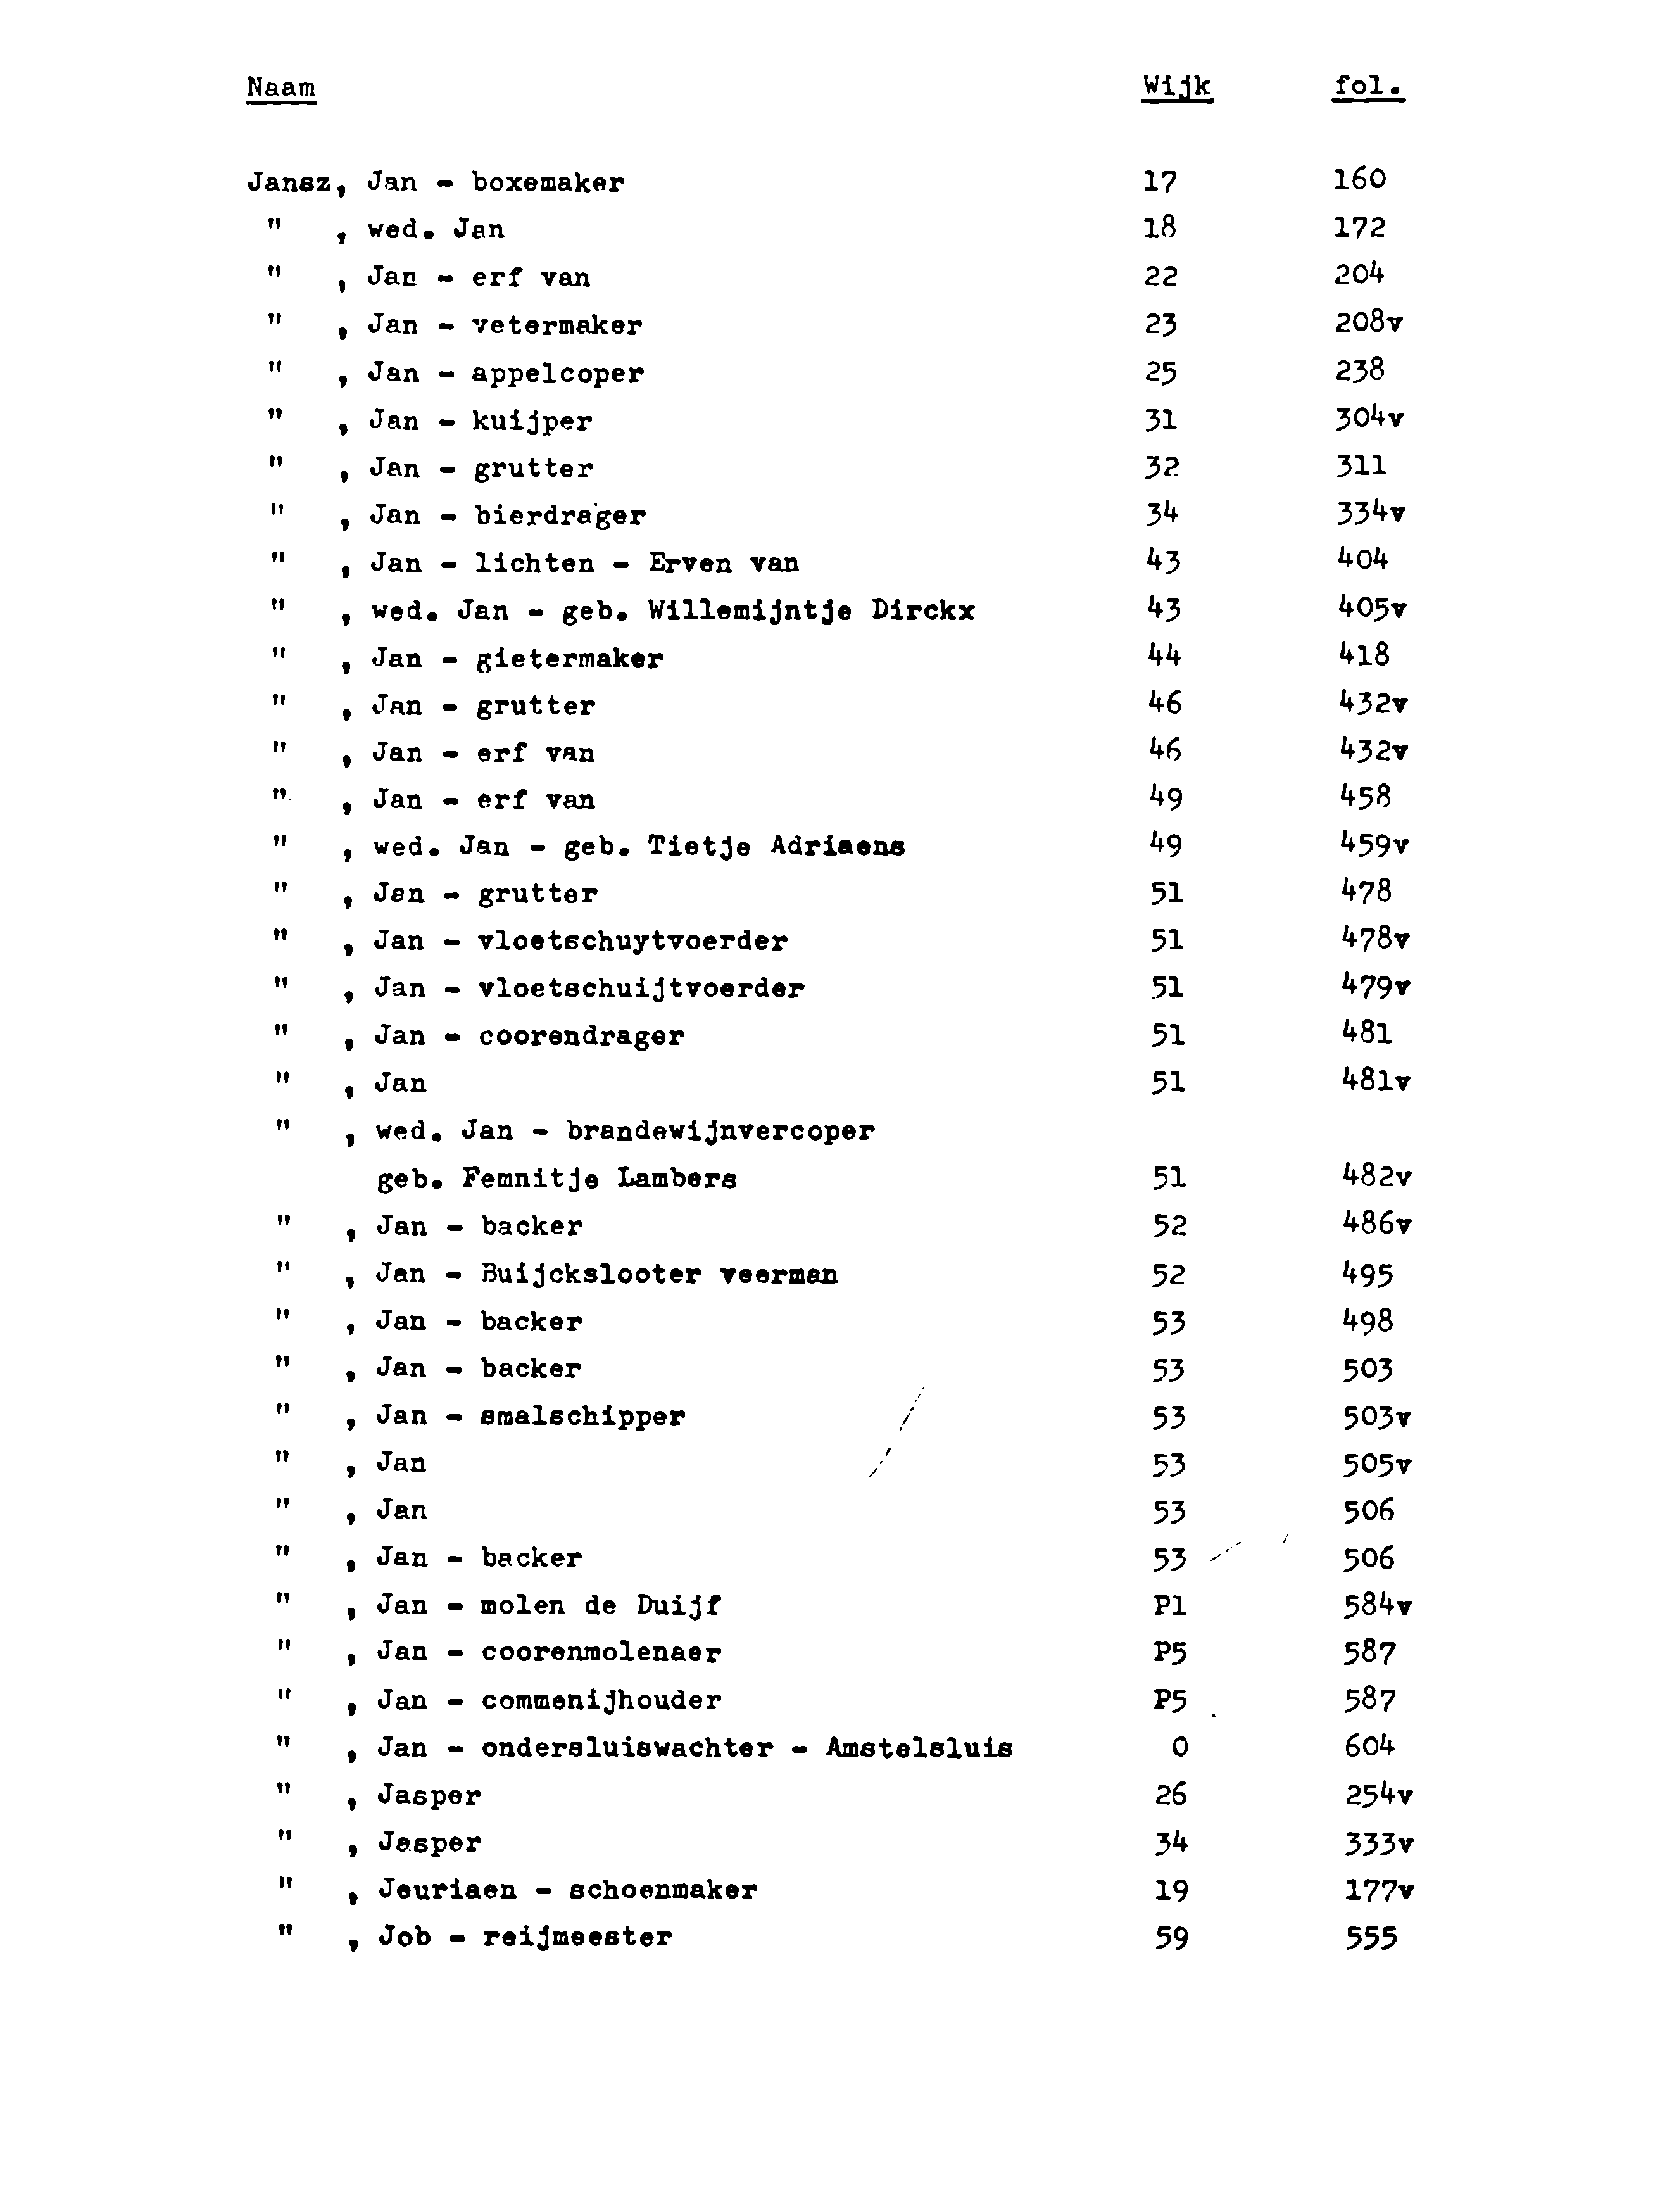 Naam Wijk fol.
Jansz, Jan - boxemaker 17 160
" , wed. Jan 18 172
" , Jan - erf van 22 204
" , Jan - vetermaker 23 208v
" , Jan - appelcoper 25 238
" , Jan - kuijper 31 304v
" , Jan - grutter 32 311
" , Jan - bierdrager 34 334v
" , Jan - lichten - Erven van 43 404
" , wed. Jan - geb. Willemijntje Dirckx 43 405v
" , Jan - gietermaker 44 418
" , Jan - grutter 46 432v
" , Jan - erf van 46 432v
" , Jan - erf van 49 458
" , wed. Jan - geb. Tietje Adriaens 49 459v
" , Jan - grutter 51 478
" , Jan - vloetschuytvoerder 51 478v
" , Jan - vloetschuijtvoerder 51 479v
" , Jan - coorendrager 51 481
" , Jan 51 481v
" , wed. Jan - brandewijnvercoper
geb. Femnitje Lambers 51 482v
" , Jan - backer 52 486v
" , Jan - Buijckslooter veerman 52 495
" , Jan - backer 53 498
" , Jan - backer 53 503
" , Jan - smalschipper 53 503v
" , Jan 53 505v
" , Jan 53 506
" , Jan - backer 53 506
" , Jan - molen de Duijf P1 584v
" , Jan - coorenmolenaer P5 587
" , Jan - commenijhouder P5 587
" , Jan - ondersluiswachter - Amstelsluis O 604
" , Jasper 26 254v
" , Jasper 34 333v
" , Jeuriaen - schoenmaker 19 177v
" , Job - reijmeester 59 555